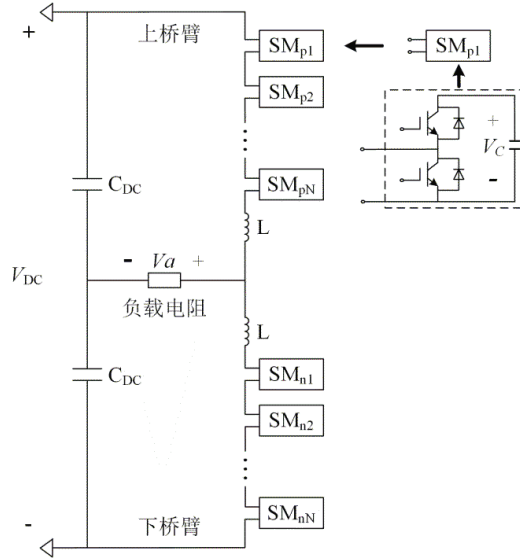 +
上桥臂
SMp1
SMp1
SMp2
+
VC
-
CDC
SMpN
L
- Va +
VDC
负载电阻
L
CDC
SMn1
SMn2
-
下桥臂
SMnN